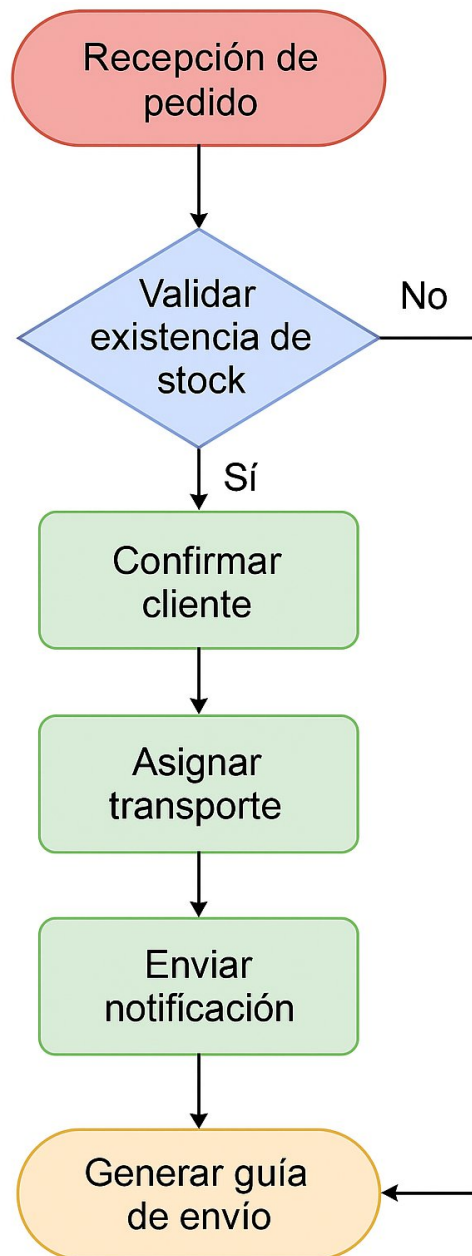 Recepción de
pedido
Validar
existencia de
stock
No
Sí
Confirmar
cliente
Asignar
transporte
Enviar
notificación
Generar guía
de envío